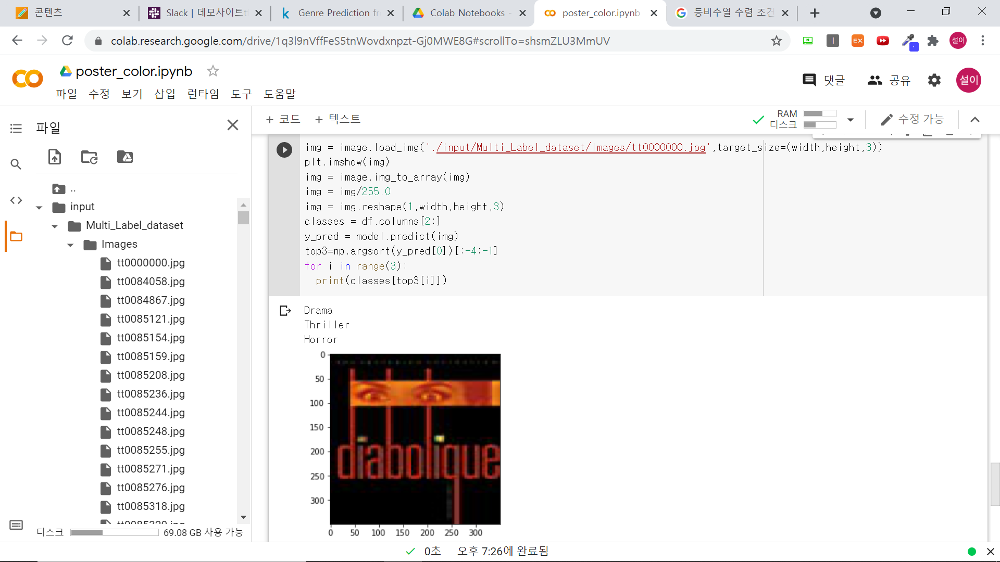 콘텐츠
Slack | 데모사이트
Genre Prediction fr
Colab Notebooks -
poster_color.ipynb
등비수열 수렴 조건
colab.research.google.com/drive/1q3l9nVffFeS5tnWovdxnpzt-Gj0MWE8G#scrollTo=shsmZLU3MmUV
N
I
EX
설이
poster_color.ipynb
파일 수정 보기 삽입 런타임 도구 도움말
댓글
공유
설이
파일
+ 코드 + 텍스트
RAM
디스크
수정 가능
..
input
Multi_Label_dataset
Images
tt0000000.jpg
tt0084058.jpg
tt0084867.jpg
tt0085121.jpg
tt0085154.jpg
tt0085159.jpg
tt0085208.jpg
tt0085236.jpg
tt0085244.jpg
tt0085248.jpg
tt0085255.jpg
tt0085271.jpg
tt0085276.jpg
tt0085318.jpg
디스크
69.08 GB 사용 가능
img = image.load_img('./input/Multi_Label_dataset/Images/tt0000000.jpg',target_size=(width,height,3))
plt.imshow(img)
img = image.img_to_array(img)
img = img/255.0
img = img.reshape(1,width,height,3)
classes = df.columns[2:]
y_pred = model.predict(img)
top3=np.argsort(y_pred[0])[:-4:-1]
for i in range(3):
print(classes[top3[i]])
Drama
Thriller
Horror
0
50
100
150
200
250
300
diabolique
0 50 100 150 200 250 300
0초 오후 7:26에 완료됨